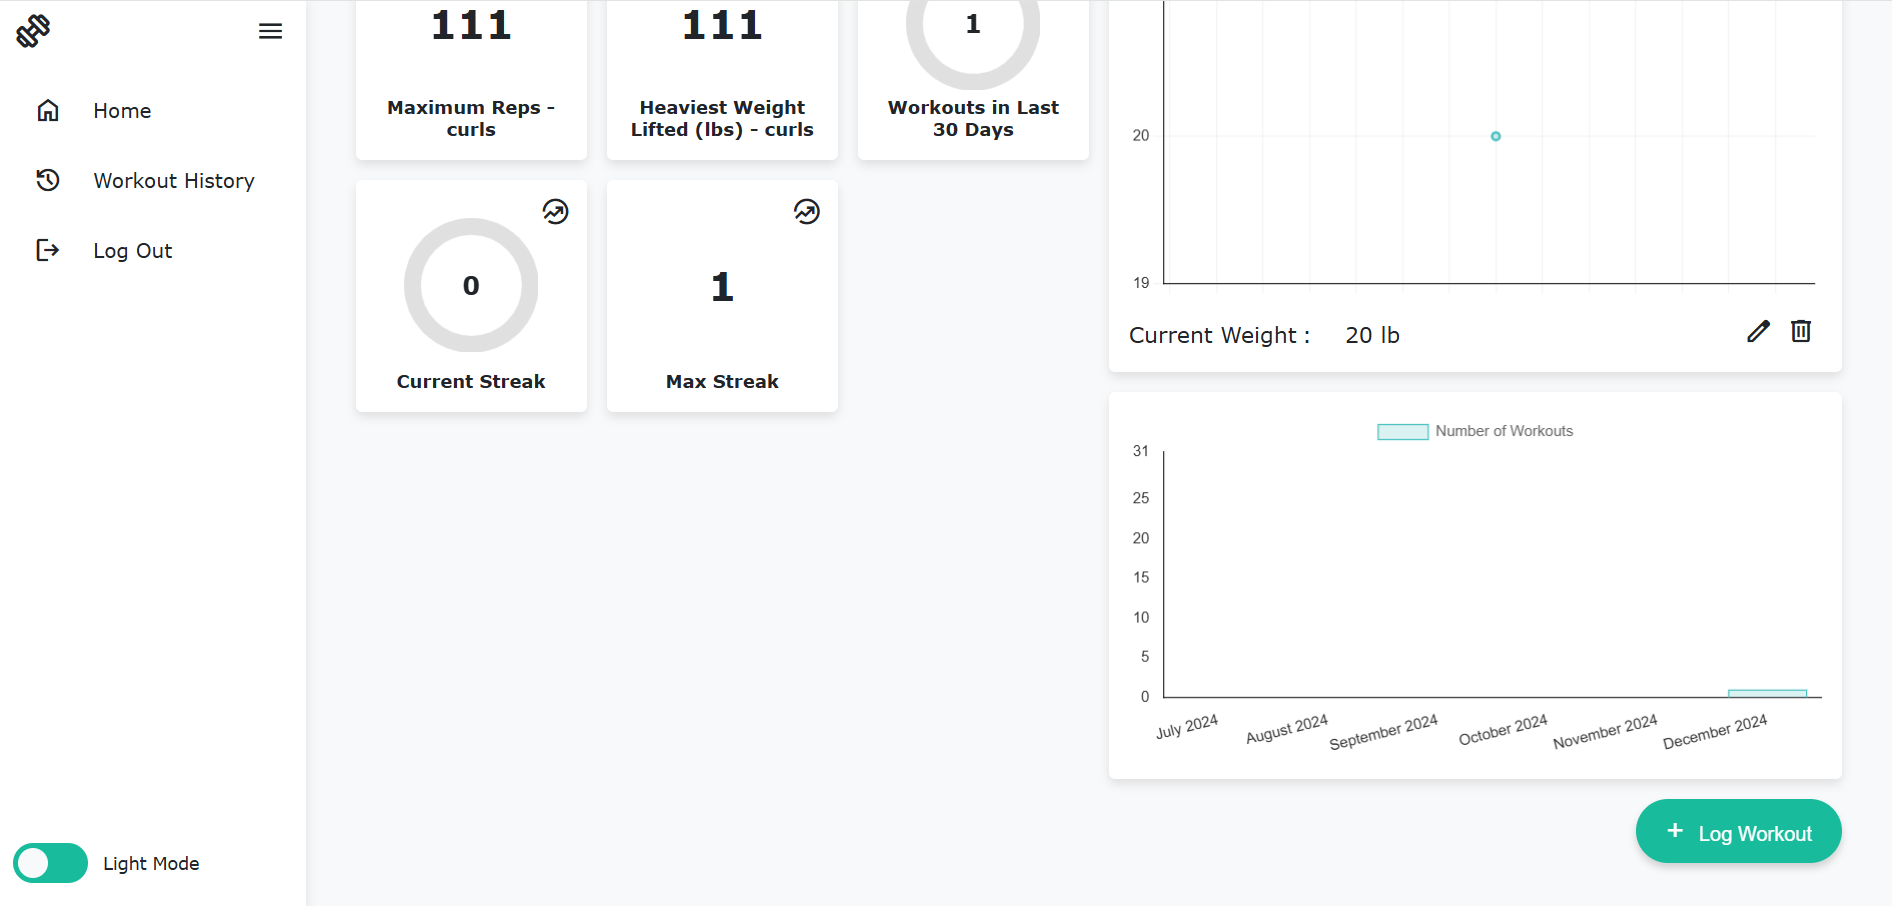 Home
Workout History
Log Out
Light Mode
111
Maximum Reps -
curls
111
Heaviest Weight
Lifted (lbs) - curls
1
Workouts in Last
30 Days
0
Current Streak
1
Max Streak
20
19
Current Weight : 20 lb
Number of Workouts
31
25
20
15
10
5
0
July 2024
August 2024
September 2024
October 2024
November 2024
December 2024
+ Log Workout